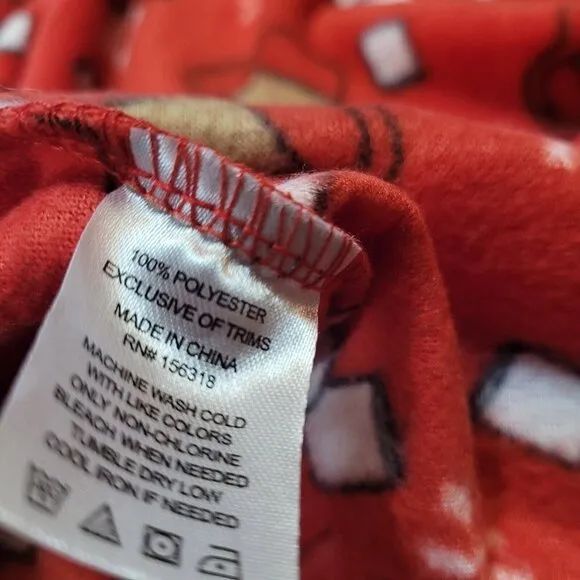 100% POLYESTER
EXCLUSIVE OF TRIMS
MADE IN CHINA
RN# 156318
MACHINE WASH COLD
WITH LIKE COLORS
ONLY NON-CHLORINE
BLEACH WHEN NEEDED
TUMBLE DRY LOW
COOL IRON IF NEEDED